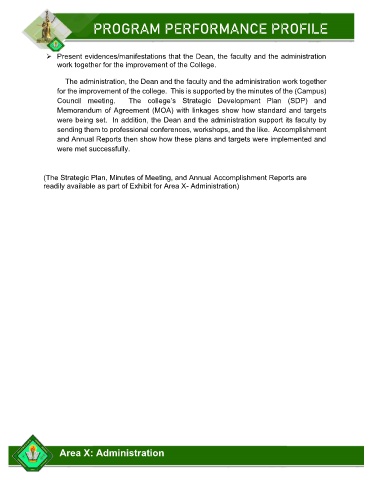 PROGRAM PERFORMANCE PROFILE
➢ Present evidences/manifestations that the Dean, the faculty and the administration
work together for the improvement of the College.
The administration, the Dean and the faculty and the administration work together
for the improvement of the college. This is supported by the minutes of the (Campus)
Council meeting. The college's Strategic Development Plan (SDP) and
Memorandum of Agreement (MOA) with linkages show how standard and targets
were being set. In addition, the Dean and the administration support its faculty by
sending them to professional conferences, workshops, and the like. Accomplishment
and Annual Reports then show how these plans and targets were implemented and
were met successfully.
(The Strategic Plan, Minutes of Meeting, and Annual Accomplishment Reports are
readily available as part of Exhibit for Area X- Administration)
Area X: Administration